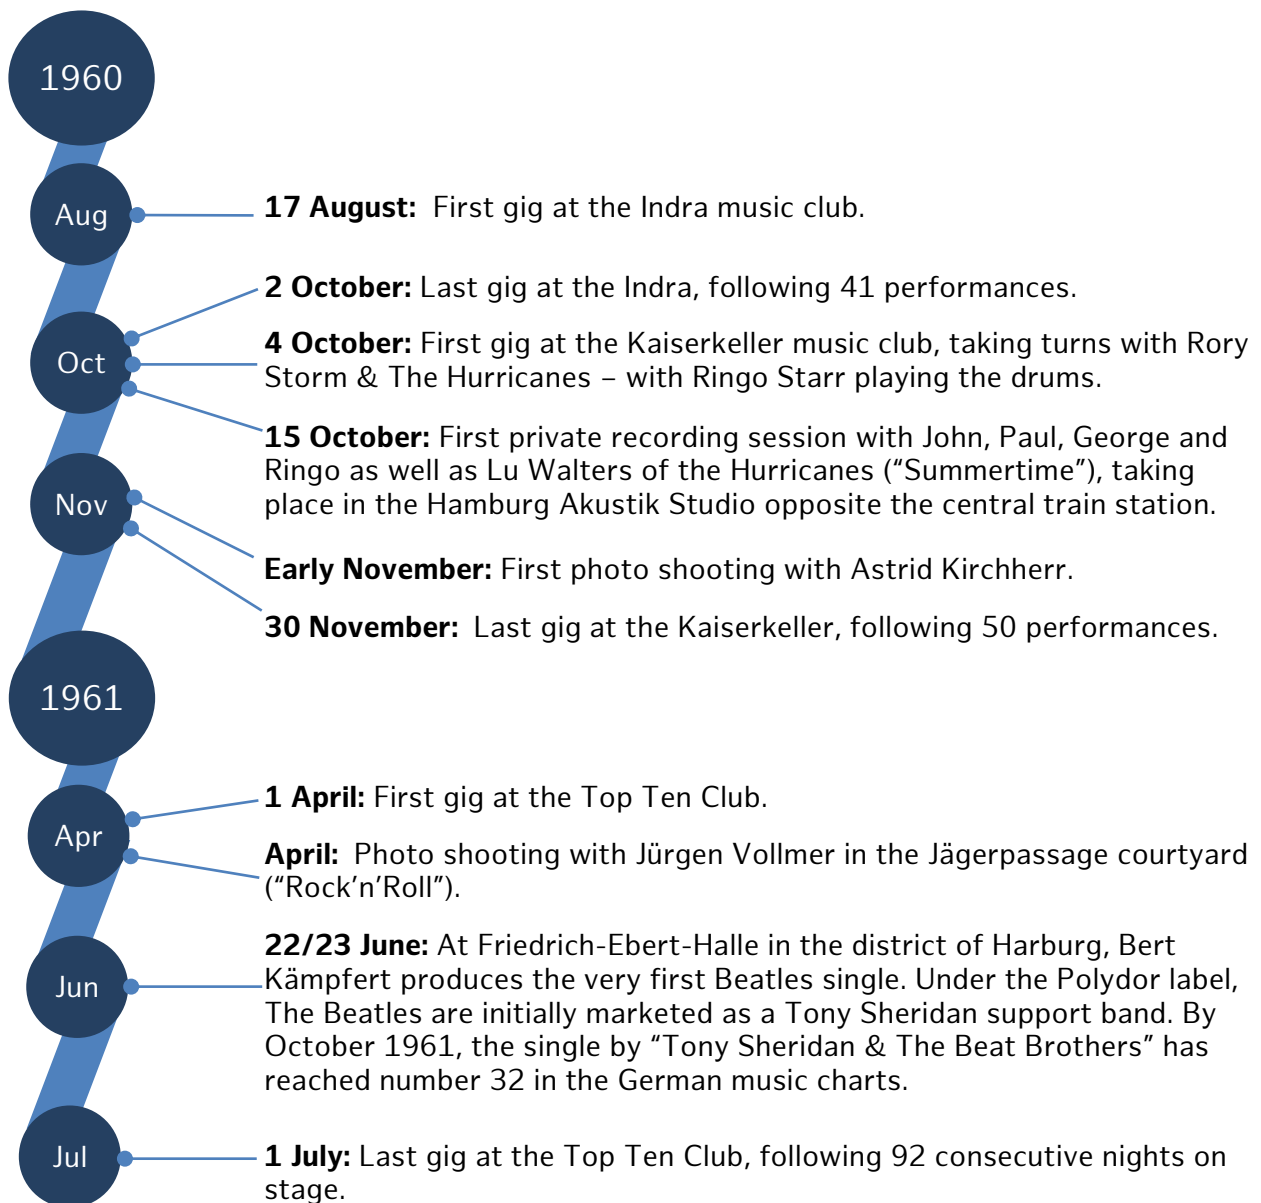 1960
Aug
17 August:  First gig at the Indra music club.
2 October: Last gig at the Indra, following 41 performances.
Oct
4 October: First gig at the Kaiserkeller music club, taking turns with Rory
Storm & The Hurricanes – with Ringo Starr playing the drums.
15 October: First private recording session with John, Paul, George and
Ringo as well as Lu Walters of the Hurricanes (“Summertime”), taking
place in the Hamburg Akustik Studio opposite the central train station.
Nov
Early November: First photo shooting with Astrid Kirchherr.
30 November:  Last gig at the Kaiserkeller, following 50 performances.
1961
1 April: First gig at the Top Ten Club.
Apr
April:  Photo shooting with Jürgen Vollmer in the Jägerpassage courtyard
(“Rock’n’Roll”).
22/23 June: At Friedrich-Ebert-Halle in the district of Harburg, Bert
Kämpfert produces the very first Beatles single. Under the Polydor label,
The Beatles are initially marketed as a Tony Sheridan support band. By
October 1961, the single by “Tony Sheridan & The Beat Brothers” has
reached number 32 in the German music charts.
Jun
Jul
1 July: Last gig at the Top Ten Club, following 92 consecutive nights on
stage.